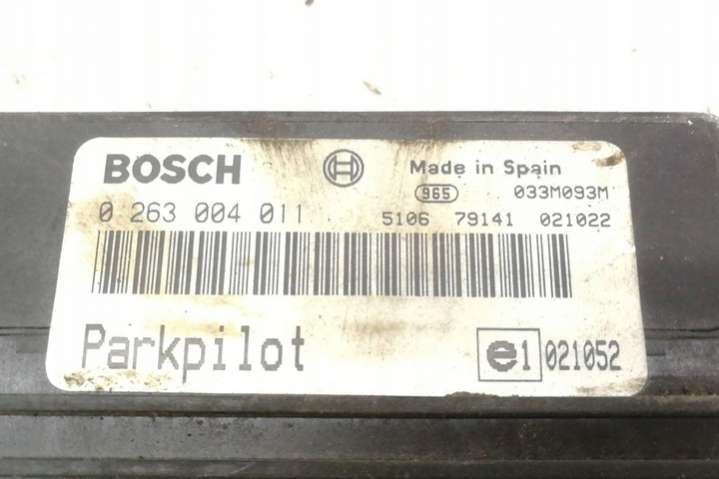 BOSCH
Made in Spain
965 033M093M
0 263 004 011
5106 79141 021022
Parkpilot
e1 021052